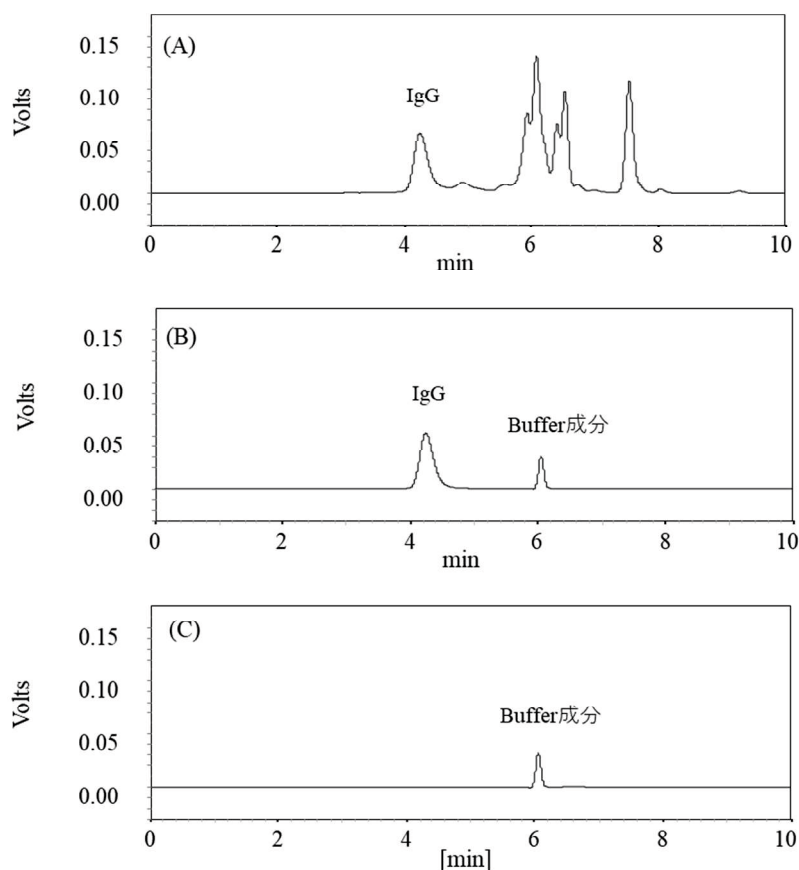 (A)
IgG
Volts
0.15
0.10
0.05
0.00
0 2 4 6 8 10
min
(B)
IgG
Buffer成分
Volts
0.15
0.10
0.05
0.00
0 2 4 6 8 10
min
(C)
Buffer成分
Volts
0.15
0.10
0.05
0.00
0 2 4 6 8 10
[min]